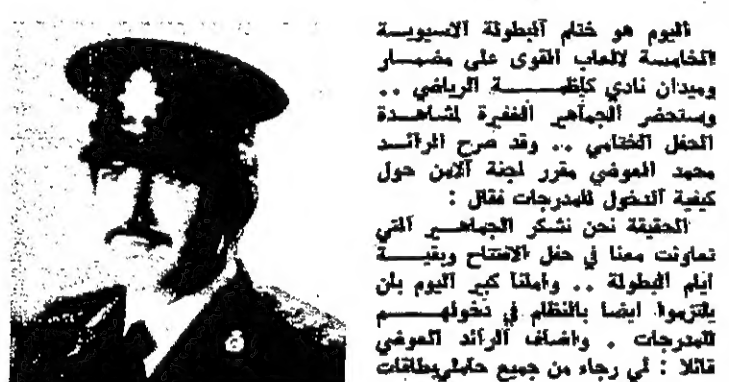 اليوم هو ختام البطولة الآسيوية
الخامسة لالعاب القوى على مضمار
وميدان نادي كاظمة الرياضي ..
وستحضر الجماهير الغفيرة لمشاهدة
الحفل الختامي .. وقد صرح الرائد
محمد العوضي مقرر لجنة الامن حول
كيفية الدخول للمدرجات فقال :
الحقيقة نحن نشكر الجماهير التي
تعاونت معنا في حفل الافتتاح وبقية
ايام البطولة .. واملنا كبير اليوم بان
يلتزموا ايضا بالنظام في دخولهم
للمدرجات . واضاف الرائد العوضي
قائلا : لي رجاء من جميع حاملي بطاقات